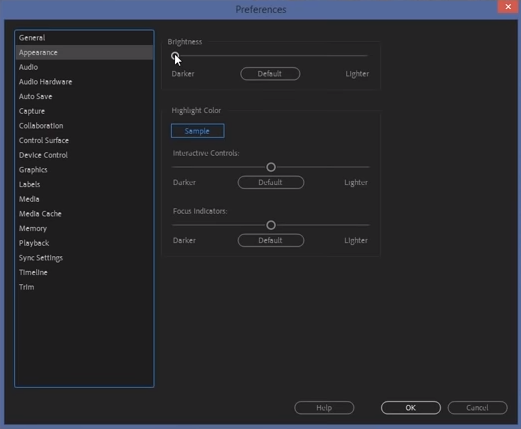 Preferences
General
Appearance
Audio
Audio Hardware
Auto Save
Capture
Collaboration
Control Surface
Device Control
Graphics
Labels
Media
Media Cache
Memory
Playback
Sync Settings
Timeline
Trim
Brightness
Darker Default Lighter
Highlight Color
Sample
Interactive Controls:
Darker Default Lighter
Focus Indicators:
Darker Default Lighter
Help OK Cancel